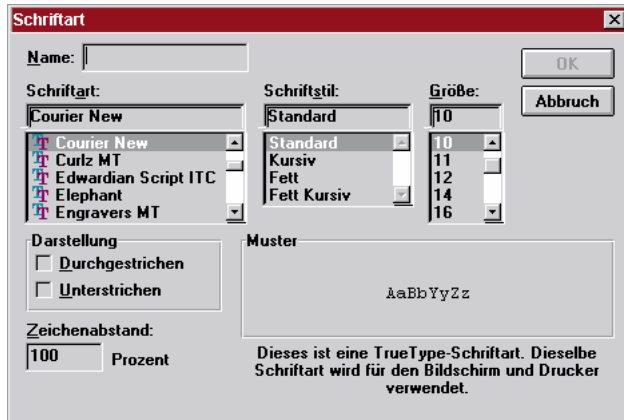 Schriftart
Name:
OK
Schriftart:
Schriftstil:
Größe:
Abbruch
Courier New
Standard
10
Courier New
Curlz MT
Edwardian Script ITC
Elephant
Engravers MT
Standard
Kursiv
Fett
Fett Kursiv
10
11
12
14
16
Darstellung
Durchgestrichen
Unterstrichen
Muster
AaBbYyZz
Zeichenabstand:
100 Prozent
Dieses ist eine TrueType-Schriftart. Dieselbe
Schriftart wird für den Bildschirm und Drucker
verwendet.